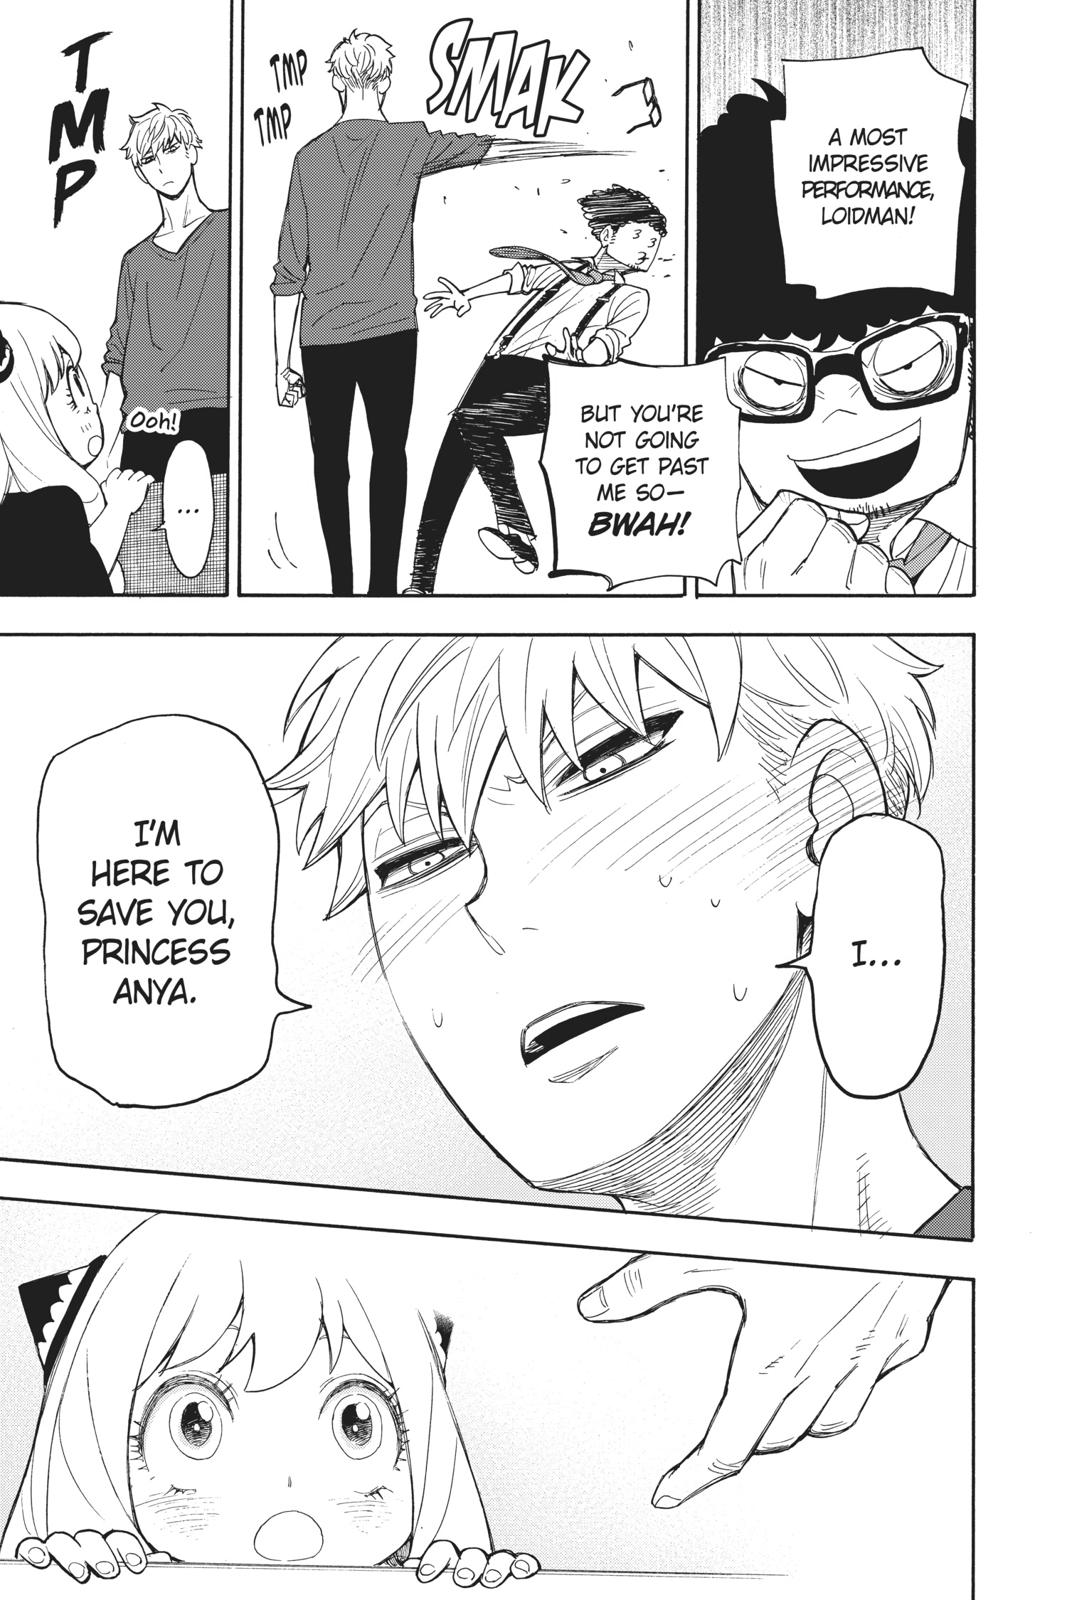 A MOST
IMPRESSIVE
PERFORMANCE,
LOIDMAN!
BUT YOU'RE
NOT GOING
TO GET PAST
ME SO—
BWAH!
SMAK
TMP
TMP
TMP
Ooh!
...
I...
I'M
HERE TO
SAVE YOU,
PRINCESS
ANYA.